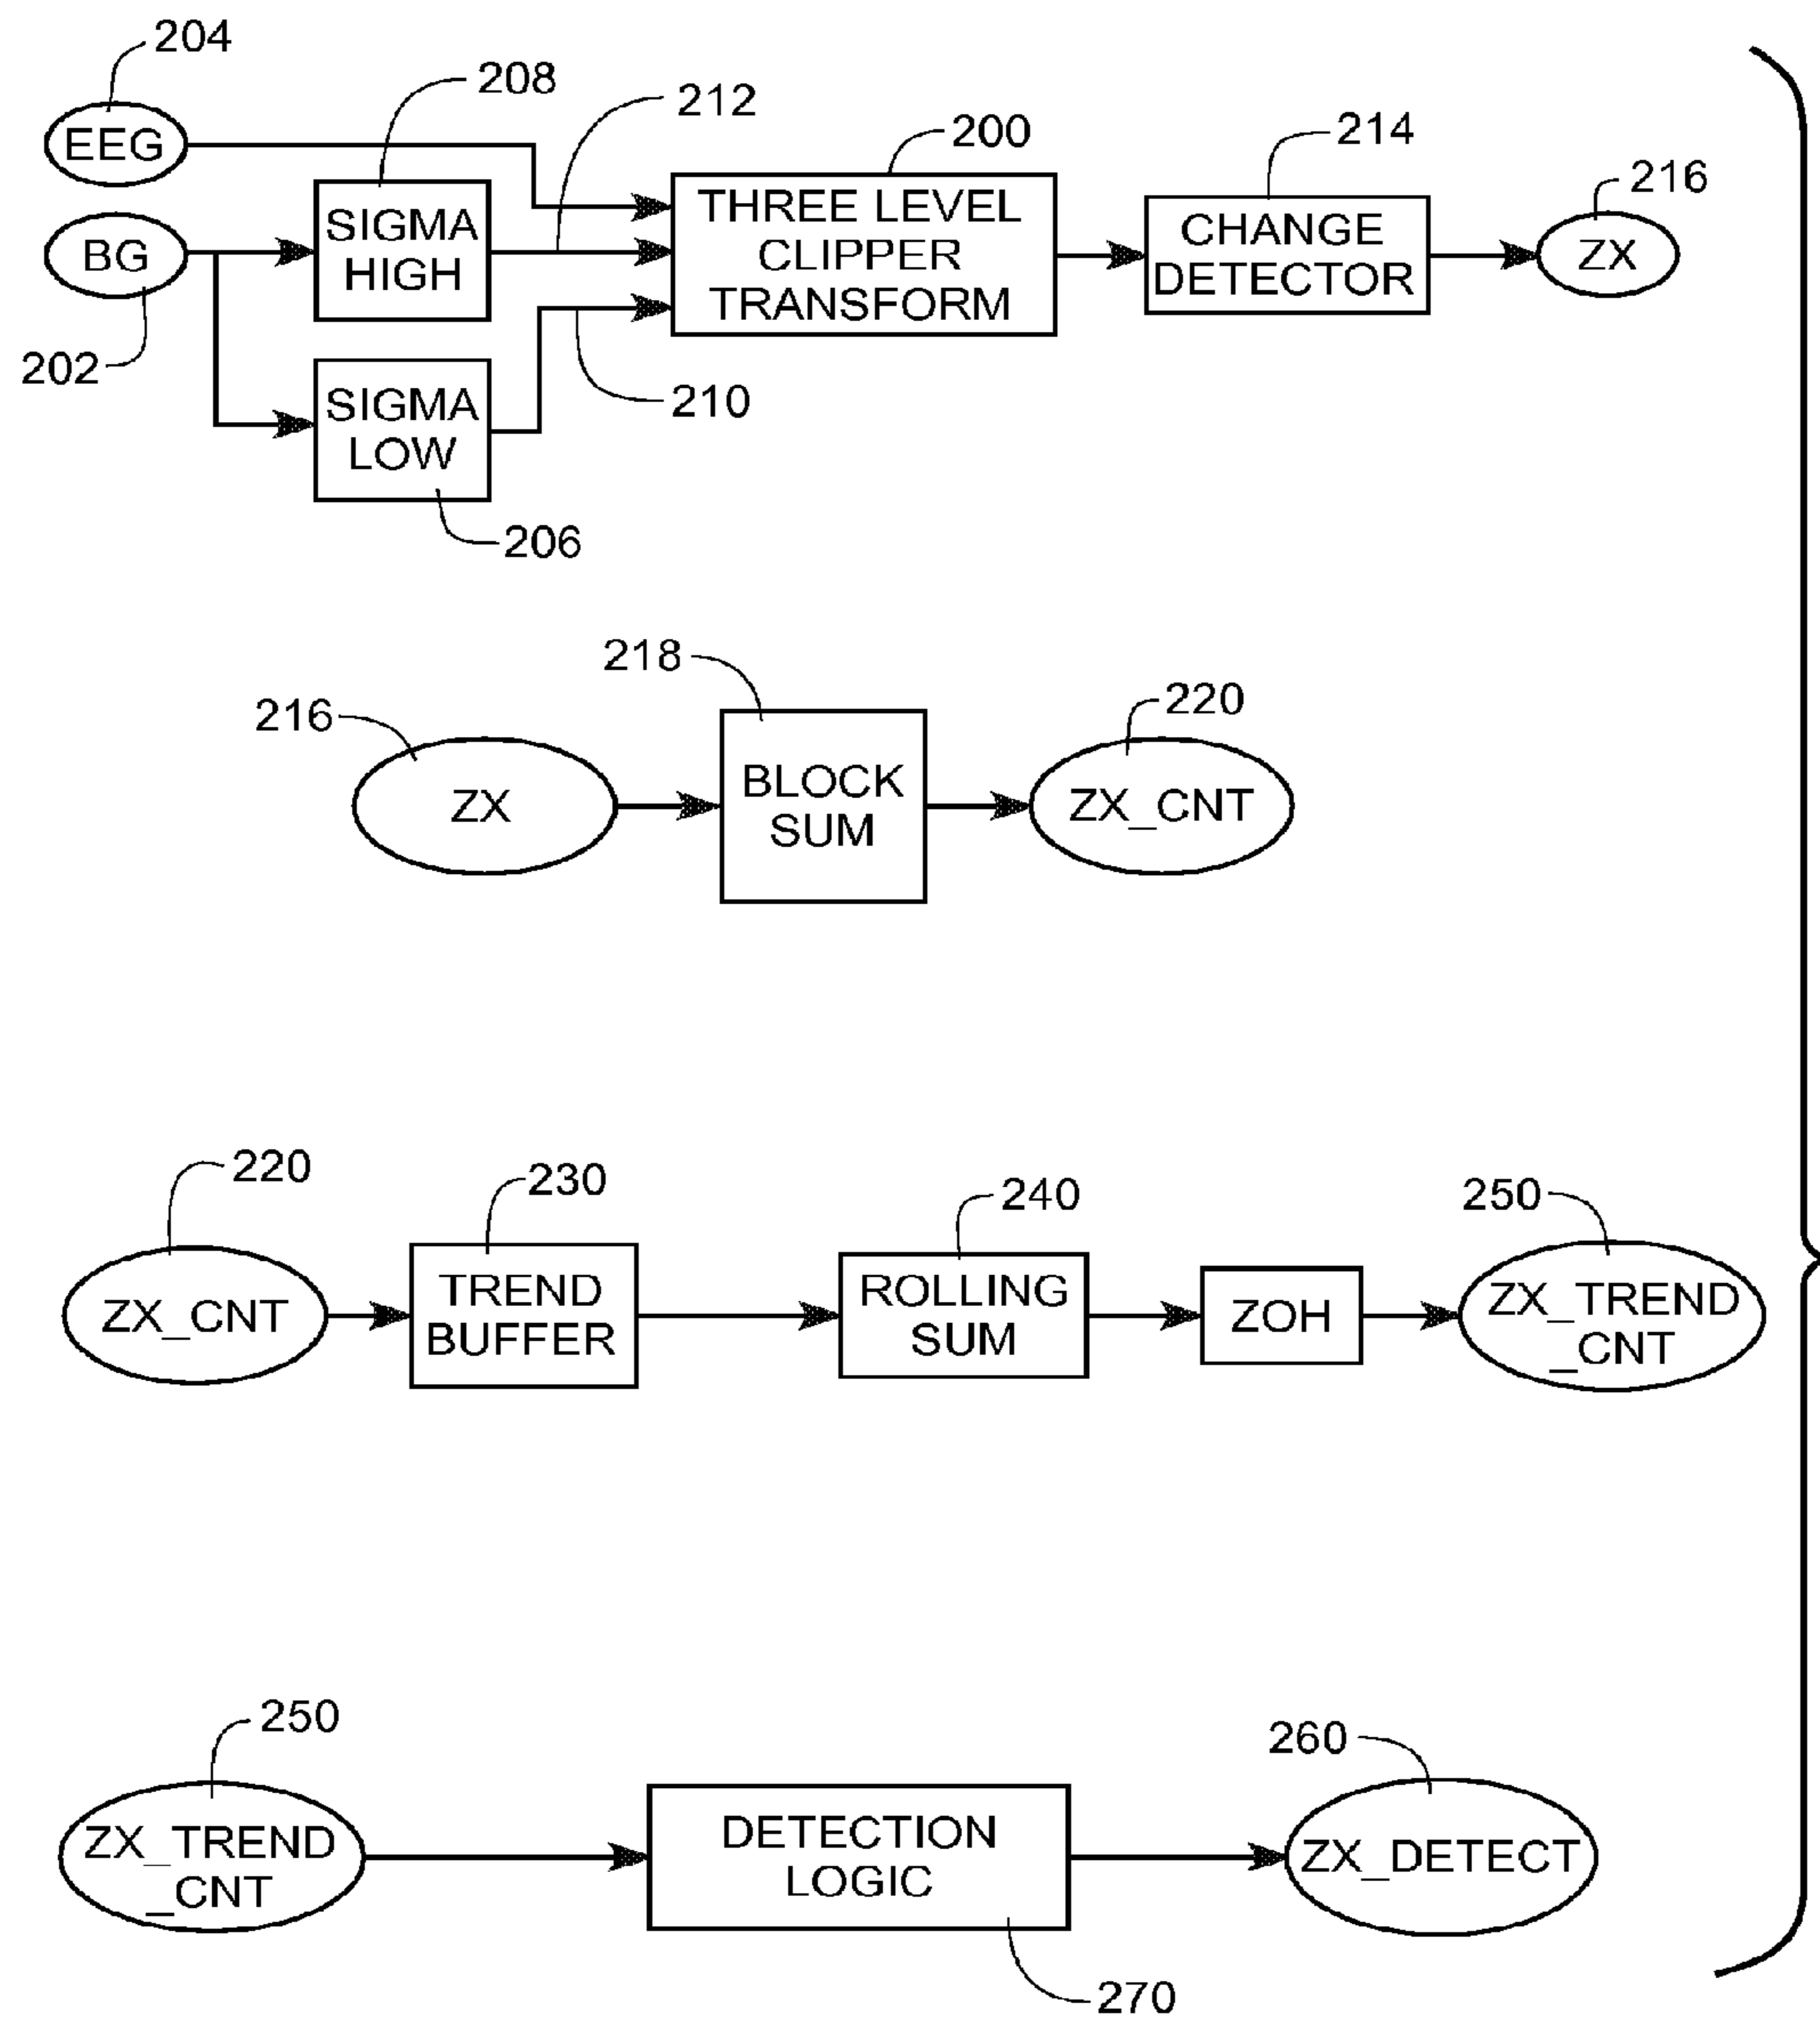 204
EEG
208
212
200
214
216
BG
202
SIGMA
HIGH
THREE LEVEL
CLIPPER
TRANSFORM
CHANGE
DETECTOR
ZX
SIGMA
LOW
210
206
218
216
220
ZX
BLOCK
SUM
ZX_CNT
220
230
240
250
ZX_CNT
TREND
BUFFER
ROLLING
SUM
ZOH
ZX_TREND
_CNT
250
260
ZX_TREND
_CNT
DETECTION
LOGIC
ZX_DETECT
270